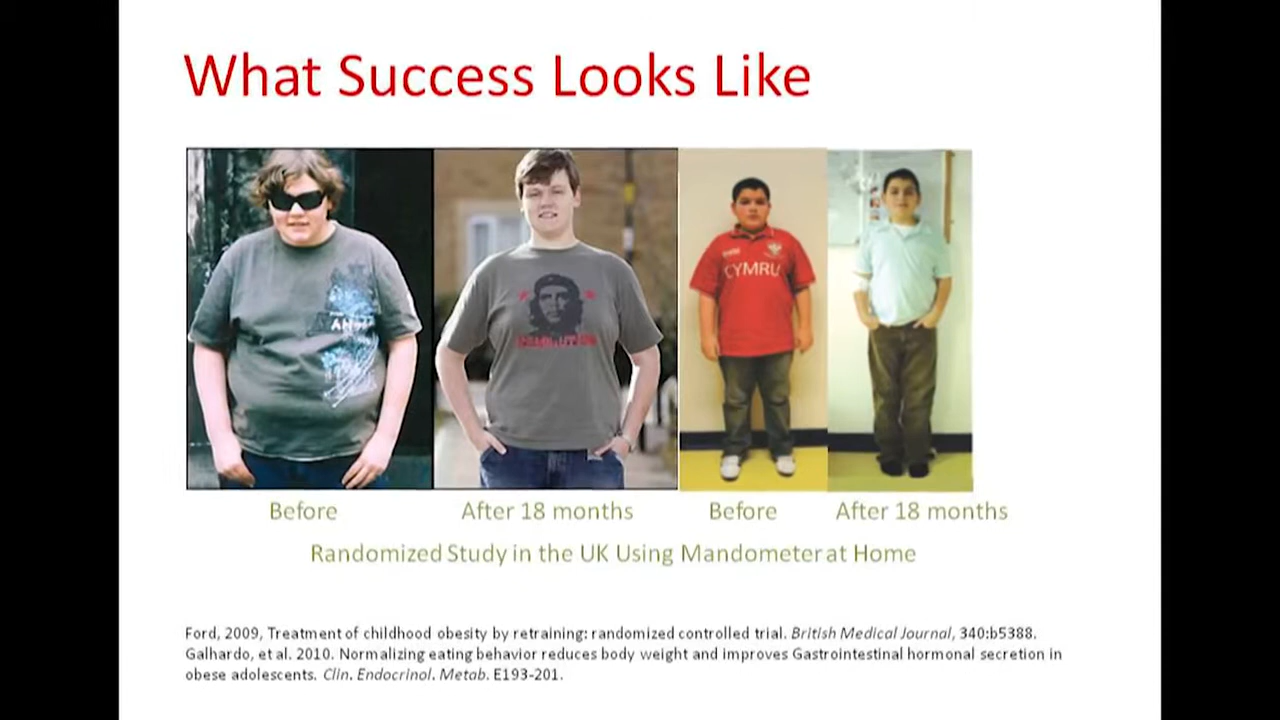 What Success Looks Like
CYMRU
Before
After 18 months
Before
After 18 months
Randomized Study in the UK Using Mandometer at Home
Ford, 2009, Treatment of childhood obesity by retraining: randomized controlled trial. British Medical Journal, 340:b5388.
Galhardo, et al. 2010. Normalizing eating behavior reduces body weight and improves Gastrointestinal hormonal secretion in
obese adolescents. Clin. Endocrinol. Metab. E193-201.